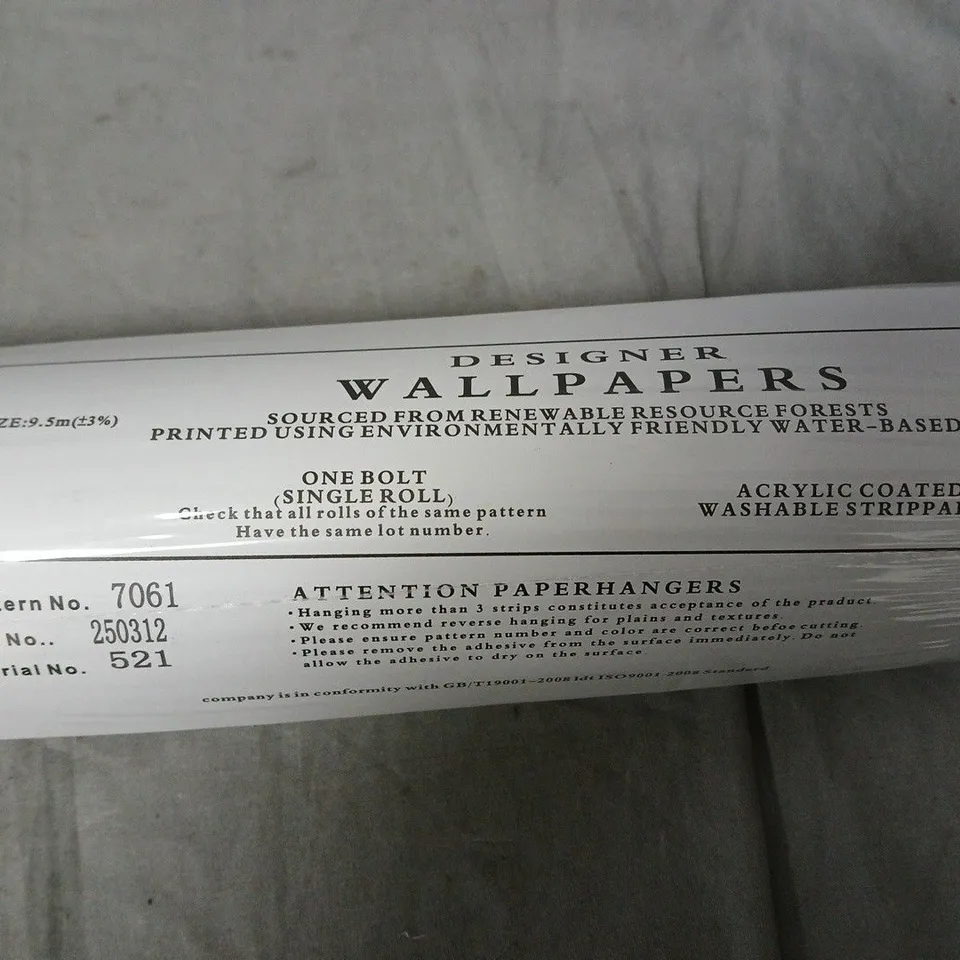 DESIGNER
WALLPAPERS
ZE:9.5m(±3%)
SOURCED FROM RENEWABLE RESOURCE FORESTS
PRINTED USING ENVIRONMENTALLY FRIENDLY WATER-BASED
ONE BOLT
(SINGLE ROLL)
Check that all rolls of the same pattern
Have the same lot number.
ACRYLIC COATED
WASHABLE STRIPPA
ern No. 7061
No.. 250312
rial No. 521
ATTENTION PAPERHANGERS
•Hanging more than 3 strips constitutes acceptance of the product.
•We recommend reverse hanging for plains and textures.
•Please ensure pattern number and color are correct befoe cutting.
•Please remove the adhesive from the surface immediately. Do not
allow the adhesive to dry on the surface.
company is in conformity with GB/T19001-2008 ldt ISO9001 2008 Standard